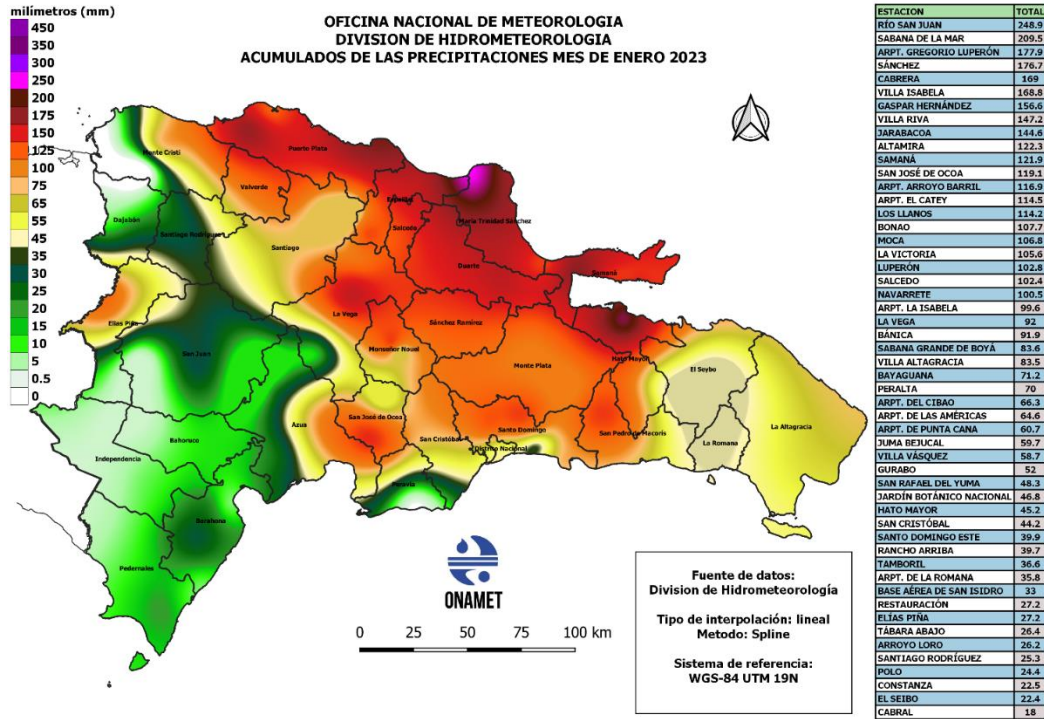 milímetros (mm)
450
350
300
250
200
175
150
125
100
75
65
55
45
35
30
25
20
15
10
5
0.5
0
OFICINA NACIONAL DE METEOROLOGIA
DIVISION DE HIDROMETEOROLOGIA
ACUMULADOS DE LAS PRECIPITACIONES MES DE ENERO 2023
Monte Cristi
Puerto Plata
Valverde
Dajabón
Santiago Rodríguez
Santiago
Espaillat
Salcedo
María Trinidad Sánchez
Duarte
Samaná
Elías Piña
La Vega
Sánchez Ramírez
San Juan
Monseñor Nouel
Monte Plata
Hato Mayor
El Seybo
La Altagracia
Azua
San José de Ocoa
San Cristóbal
Santo Domingo
Distrito Nacional
San Pedro de Macorís
La Romana
Bahoruco
Independencia
Peravia
Barahona
Pedernales
ONAMET
0 25 50 75 100 km
Fuente de datos:
Division de Hidrometeorología
Tipo de interpolación: lineal
Metodo: Spline
Sistema de referencia:
WGS-84 UTM 19N
ESTACION TOTAL
RÍO SAN JUAN 248.9
SABANA DE LA MAR 209.5
ARPT. GREGORIO LUPERÓN 177.9
SÁNCHEZ 176.7
CABRERA 169
VILLA ISABELA 168.8
GASPAR HERNÁNDEZ 156.6
VILLA RIVA 147.2
JARABACOA 144.6
ALTAMIRA 122.3
SAMANÁ 121.9
SAN JOSÉ DE OCOA 119.1
ARPT. ARROYO BARRIL 116.9
ARPT. EL CATEY 114.5
LOS LLANOS 114.2
BONAO 107.7
MOCA 106.8
LA VICTORIA 105.6
LUPERÓN 102.8
SALCEDO 102.4
NAVARRETE 100.5
ARPT. LA ISABELA 99.6
LA VEGA 92
BÁNICA 91.9
SABANA GRANDE DE BOYÁ 83.6
VILLA ALTAGRACIA 83.5
BAYAGUANA 71.2
PERALTA 70
ARPT. DEL CIBAO 66.3
ARPT. DE LAS AMÉRICAS 64.6
ARPT. DE PUNTA CANA 60.7
JUMA BEJUCAL 59.7
VILLA VÁSQUEZ 58.7
GURABO 52
SAN RAFAEL DEL YUMA 48.3
JARDÍN BOTÁNICO NACIONAL 46.8
HATO MAYOR 45.2
SAN CRISTÓBAL 44.2
SANTO DOMINGO ESTE 39.9
RANCHO ARRIBA 39.7
TAMBORIL 36.6
ARPT. DE LA ROMANA 35.8
BASE AÉREA DE SAN ISIDRO 33
RESTAURACIÓN 27.2
ELÍAS PIÑA 27.2
TÁBARA ABAJO 26.4
ARROYO LORO 26.2
SANTIAGO RODRÍGUEZ 25.3
POLO 24.4
CONSTANZA 22.5
EL SEIBO 22.4
CABRAL 18